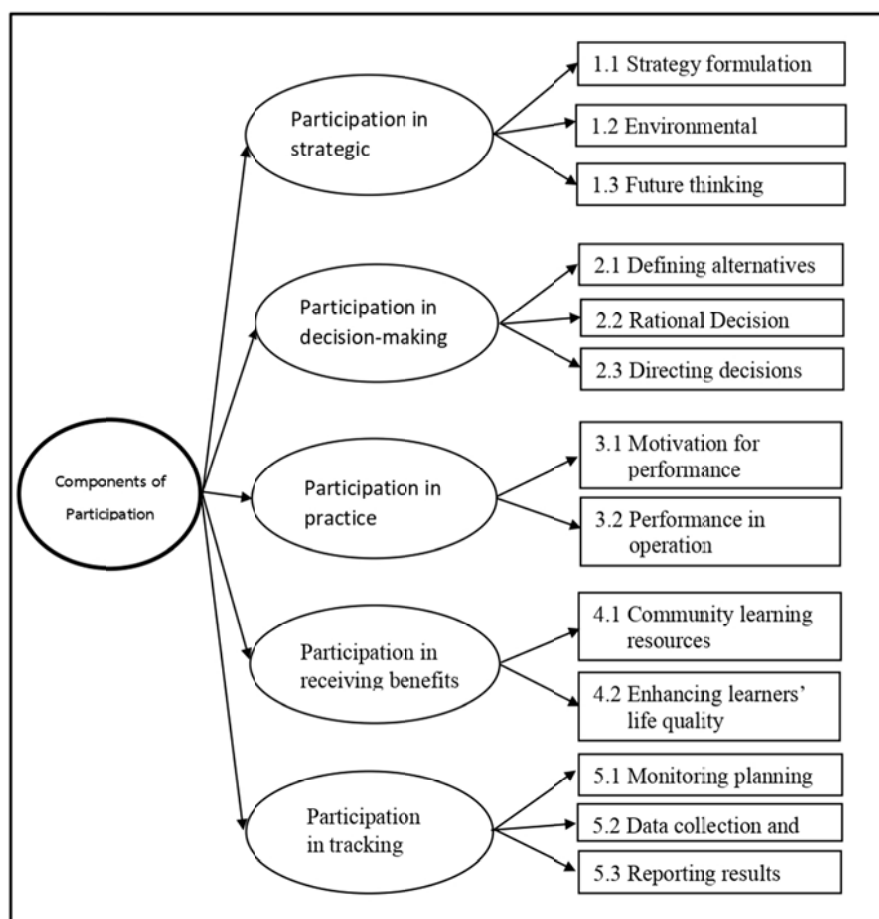 Components of
Participation
Participation in
strategic
1.1 Strategy formulation
1.2 Environmental
1.3 Future thinking
Participation in
decision-making
2.1 Defining alternatives
2.2 Rational Decision
2.3 Directing decisions
Participation in
practice
3.1 Motivation for
performance
3.2 Performance in
operation
Participation in
receiving benefits
4.1 Community learning
resources
4.2 Enhancing learners’
life quality
Participation
in tracking
5.1 Monitoring planning
5.2 Data collection and
5.3 Reporting results